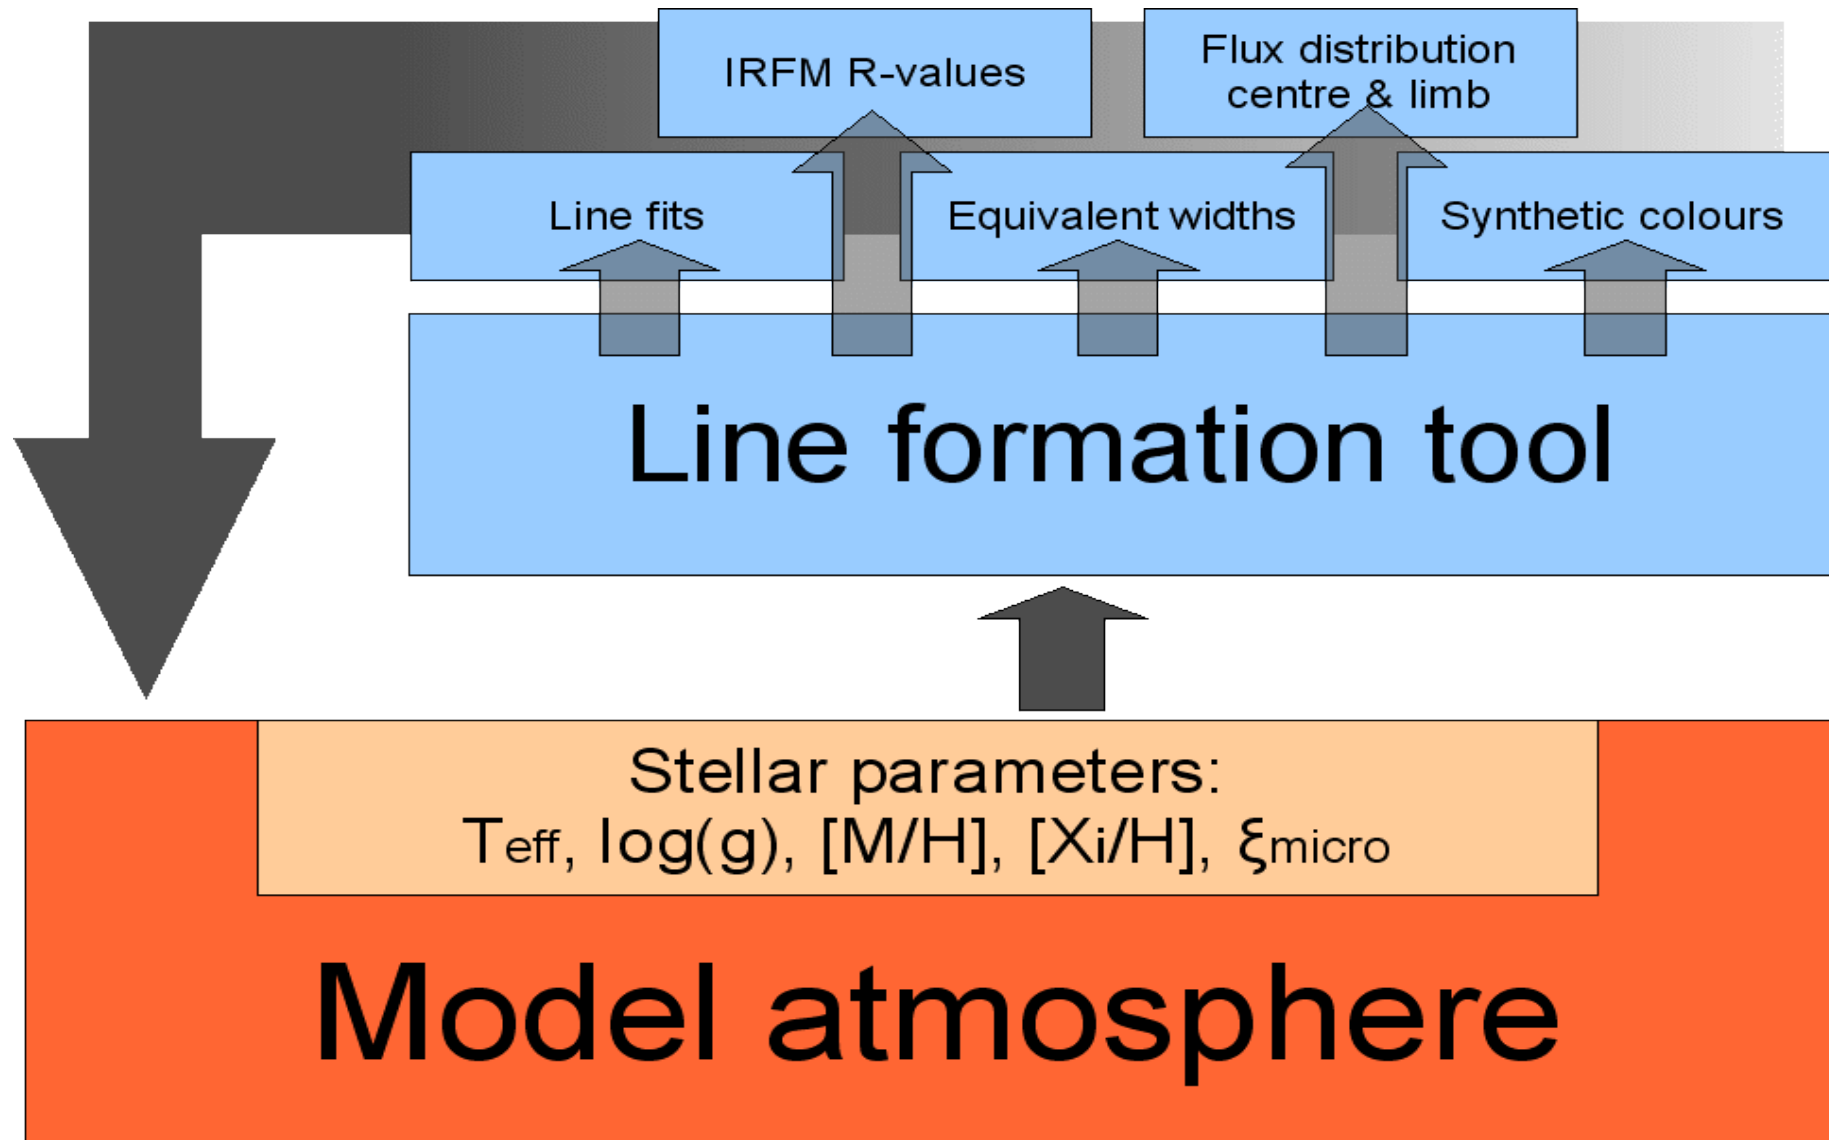 IRFM R-values
Flux distribution
centre & limb
Line fits
Equivalent widths
Synthetic colours
Line formation tool
Stellar parameters:
Teff, log(g), [M/H], [Xi/H], ξmicro
Model atmosphere